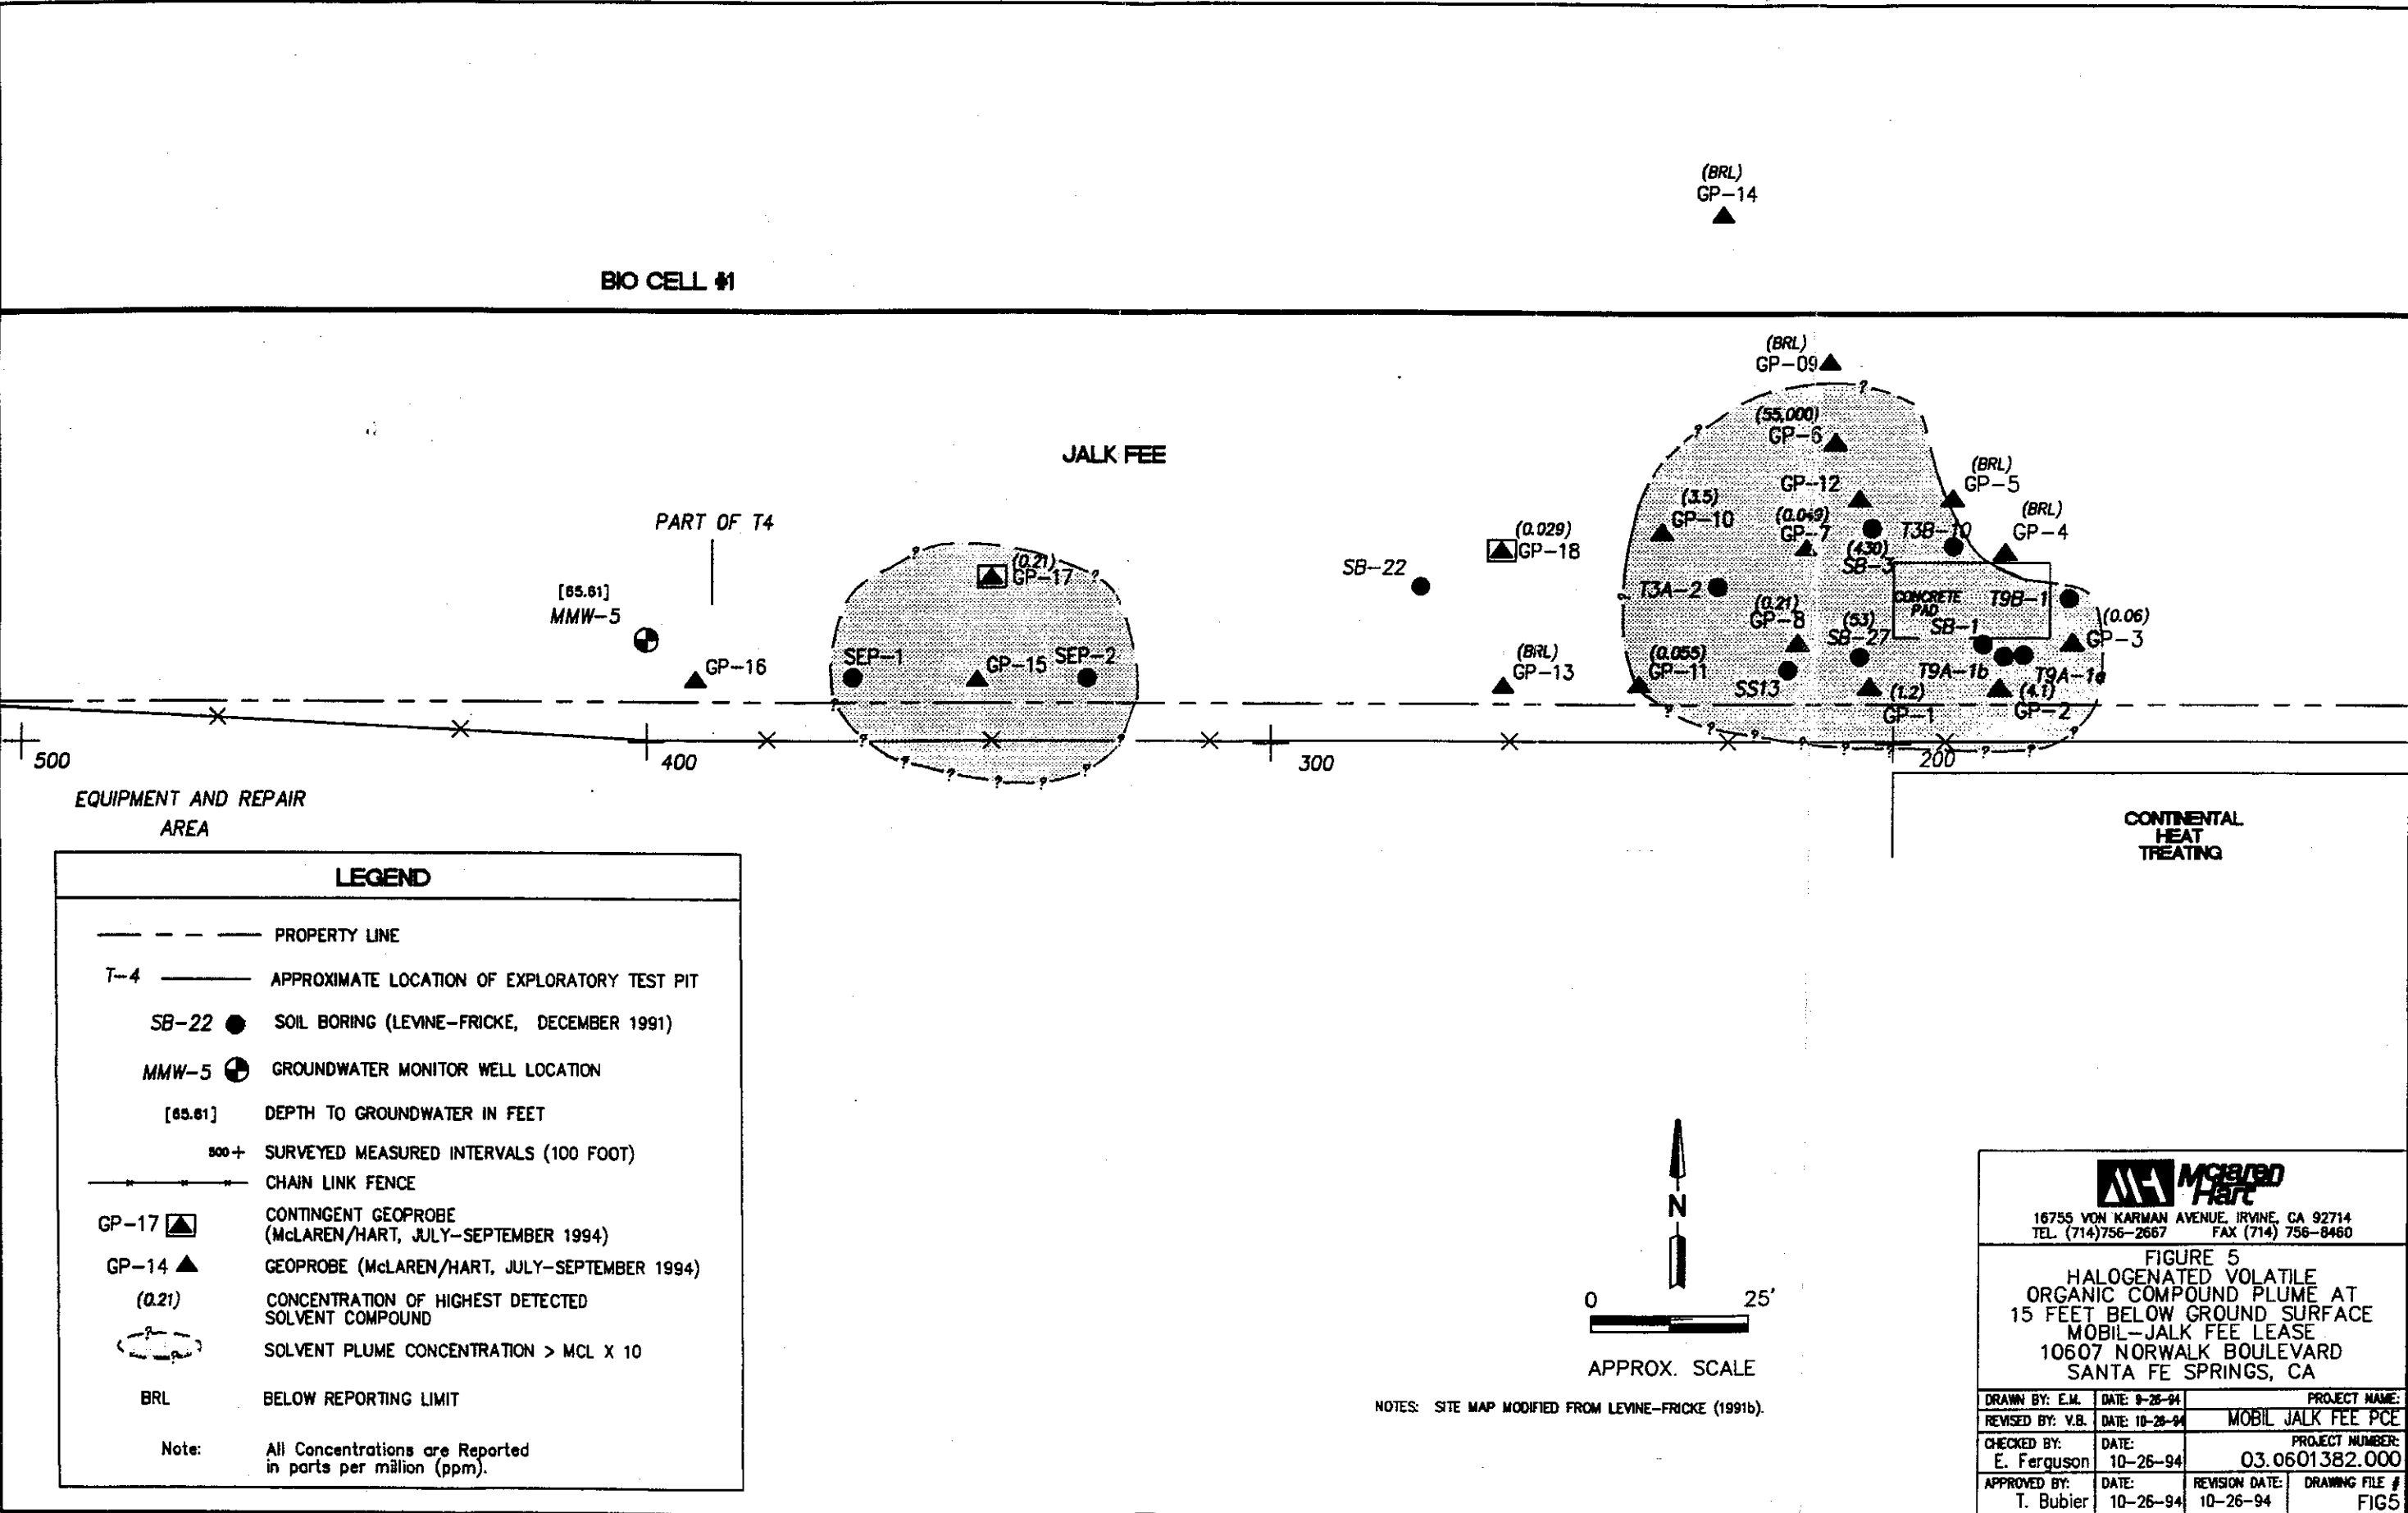 (BRL)
GP-14
BIO CELL #1
(BRL)
GP-09
(55,000)
GP-6
JALK FEE
(BRL)
GP-5
GP-12
(3.5)
GP-10
(BRL)
GP-4
PART OF T4
(0.029)
GP-18
(0.049)
GP-7
T3B-10
(430)
SB-3
(0.21)
GP-17
SB-22
[65.61]
MMW-5
T3A-2
CONCRETE
PAD
T9B-1
(0.21)
GP-8
(53)
SB-27
SB-1
(0.06)
GP-3
GP-16
SEP-1
GP-15
SEP-2
(BRL)
GP-13
(0.055)
GP-11
SS13
T9A-1b
T9A-1a
(1.2)
GP-1
(4.1)
GP-2
500
400
300
200
EQUIPMENT AND REPAIR
AREA
CONTINENTAL
HEAT
TREATING
LEGEND
PROPERTY LINE
T-4 APPROXIMATE LOCATION OF EXPLORATORY TEST PIT
SB-22 SOIL BORING (LEVINE-FRICKE, DECEMBER 1991)
MMW-5 GROUNDWATER MONITOR WELL LOCATION
[65.61] DEPTH TO GROUNDWATER IN FEET
500+ SURVEYED MEASURED INTERVALS (100 FOOT)
CHAIN LINK FENCE
GP-17 CONTINGENT GEOPROBE
(McLAREN/HART, JULY-SEPTEMBER 1994)
GP-14 GEOPROBE (McLAREN/HART, JULY-SEPTEMBER 1994)
(0.21) CONCENTRATION OF HIGHEST DETECTED
SOLVENT COMPOUND
SOLVENT PLUME CONCENTRATION > MCL X 10
BRL BELOW REPORTING LIMIT
Note: All Concentrations are Reported
in parts per million (ppm).
N
0 25'
APPROX. SCALE
NOTES: SITE MAP MODIFIED FROM LEVINE-FRICKE (1991b).
McLaren
Hart
16755 VON KARMAN AVENUE, IRVINE, CA 92714
TEL. (714)756-2667 FAX (714) 756-8460
FIGURE 5
HALOGENATED VOLATILE
ORGANIC COMPOUND PLUME AT
15 FEET BELOW GROUND SURFACE
MOBIL-JALK FEE LEASE
10607 NORWALK BOULEVARD
SANTA FE SPRINGS, CA
DRAWN BY: E.M. DATE: 9-26-94 PROJECT NAME:
REVISED BY: V.B. DATE: 10-26-94 MOBIL JALK FEE PCE
CHECKED BY: DATE: PROJECT NUMBER:
E. Ferguson 10-26-94 03.0601382.000
APPROVED BY: DATE: REVISION DATE: DRAWING FILE #
T. Bubier 10-26-94 10-26-94 FIG5